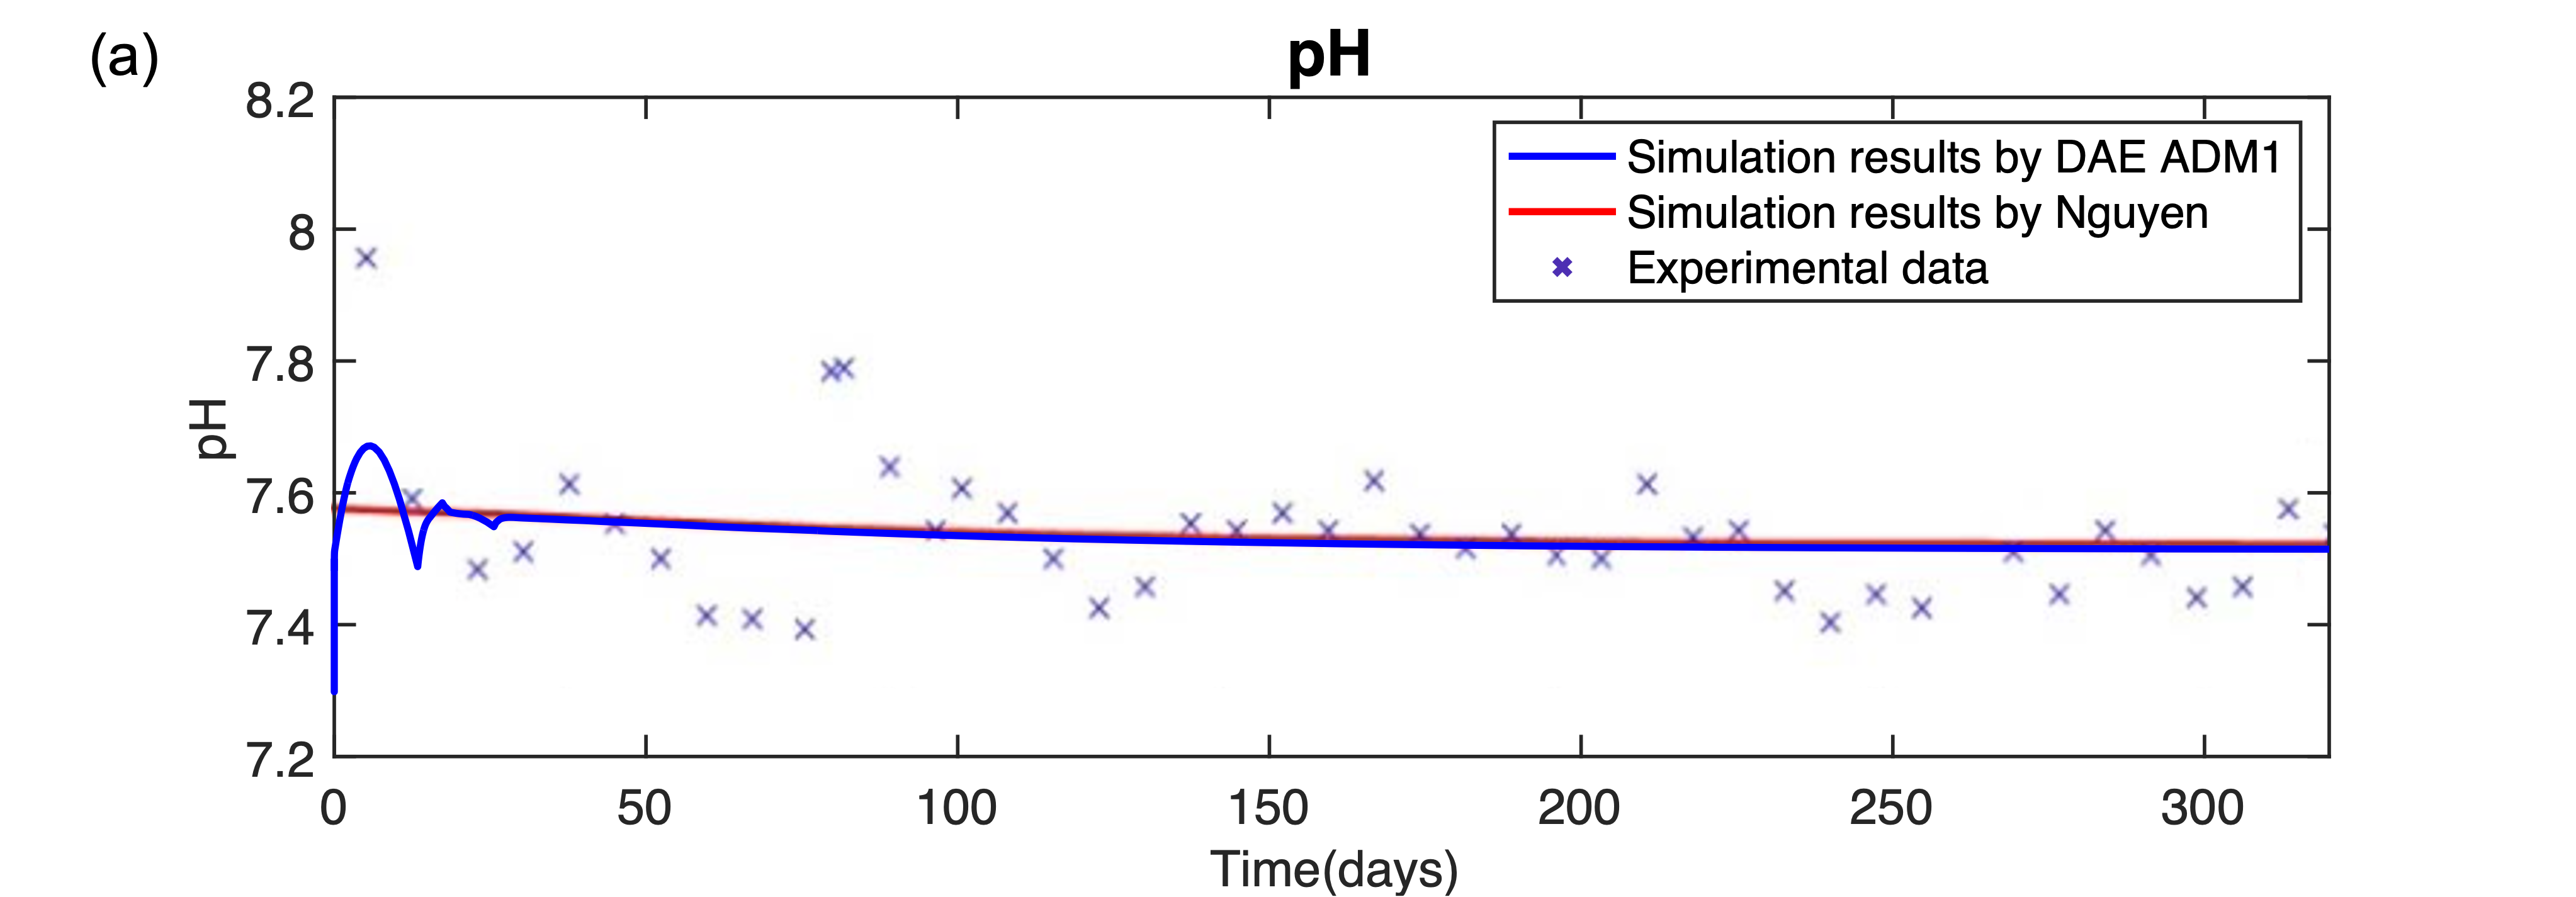 (a)
pH
8.2
8
7.8
7.6
7.4
7.2
pH
Simulation results by DAE ADM1
Simulation results by Nguyen
Experimental data
0 50 100 150 200 250 300
Time(days)